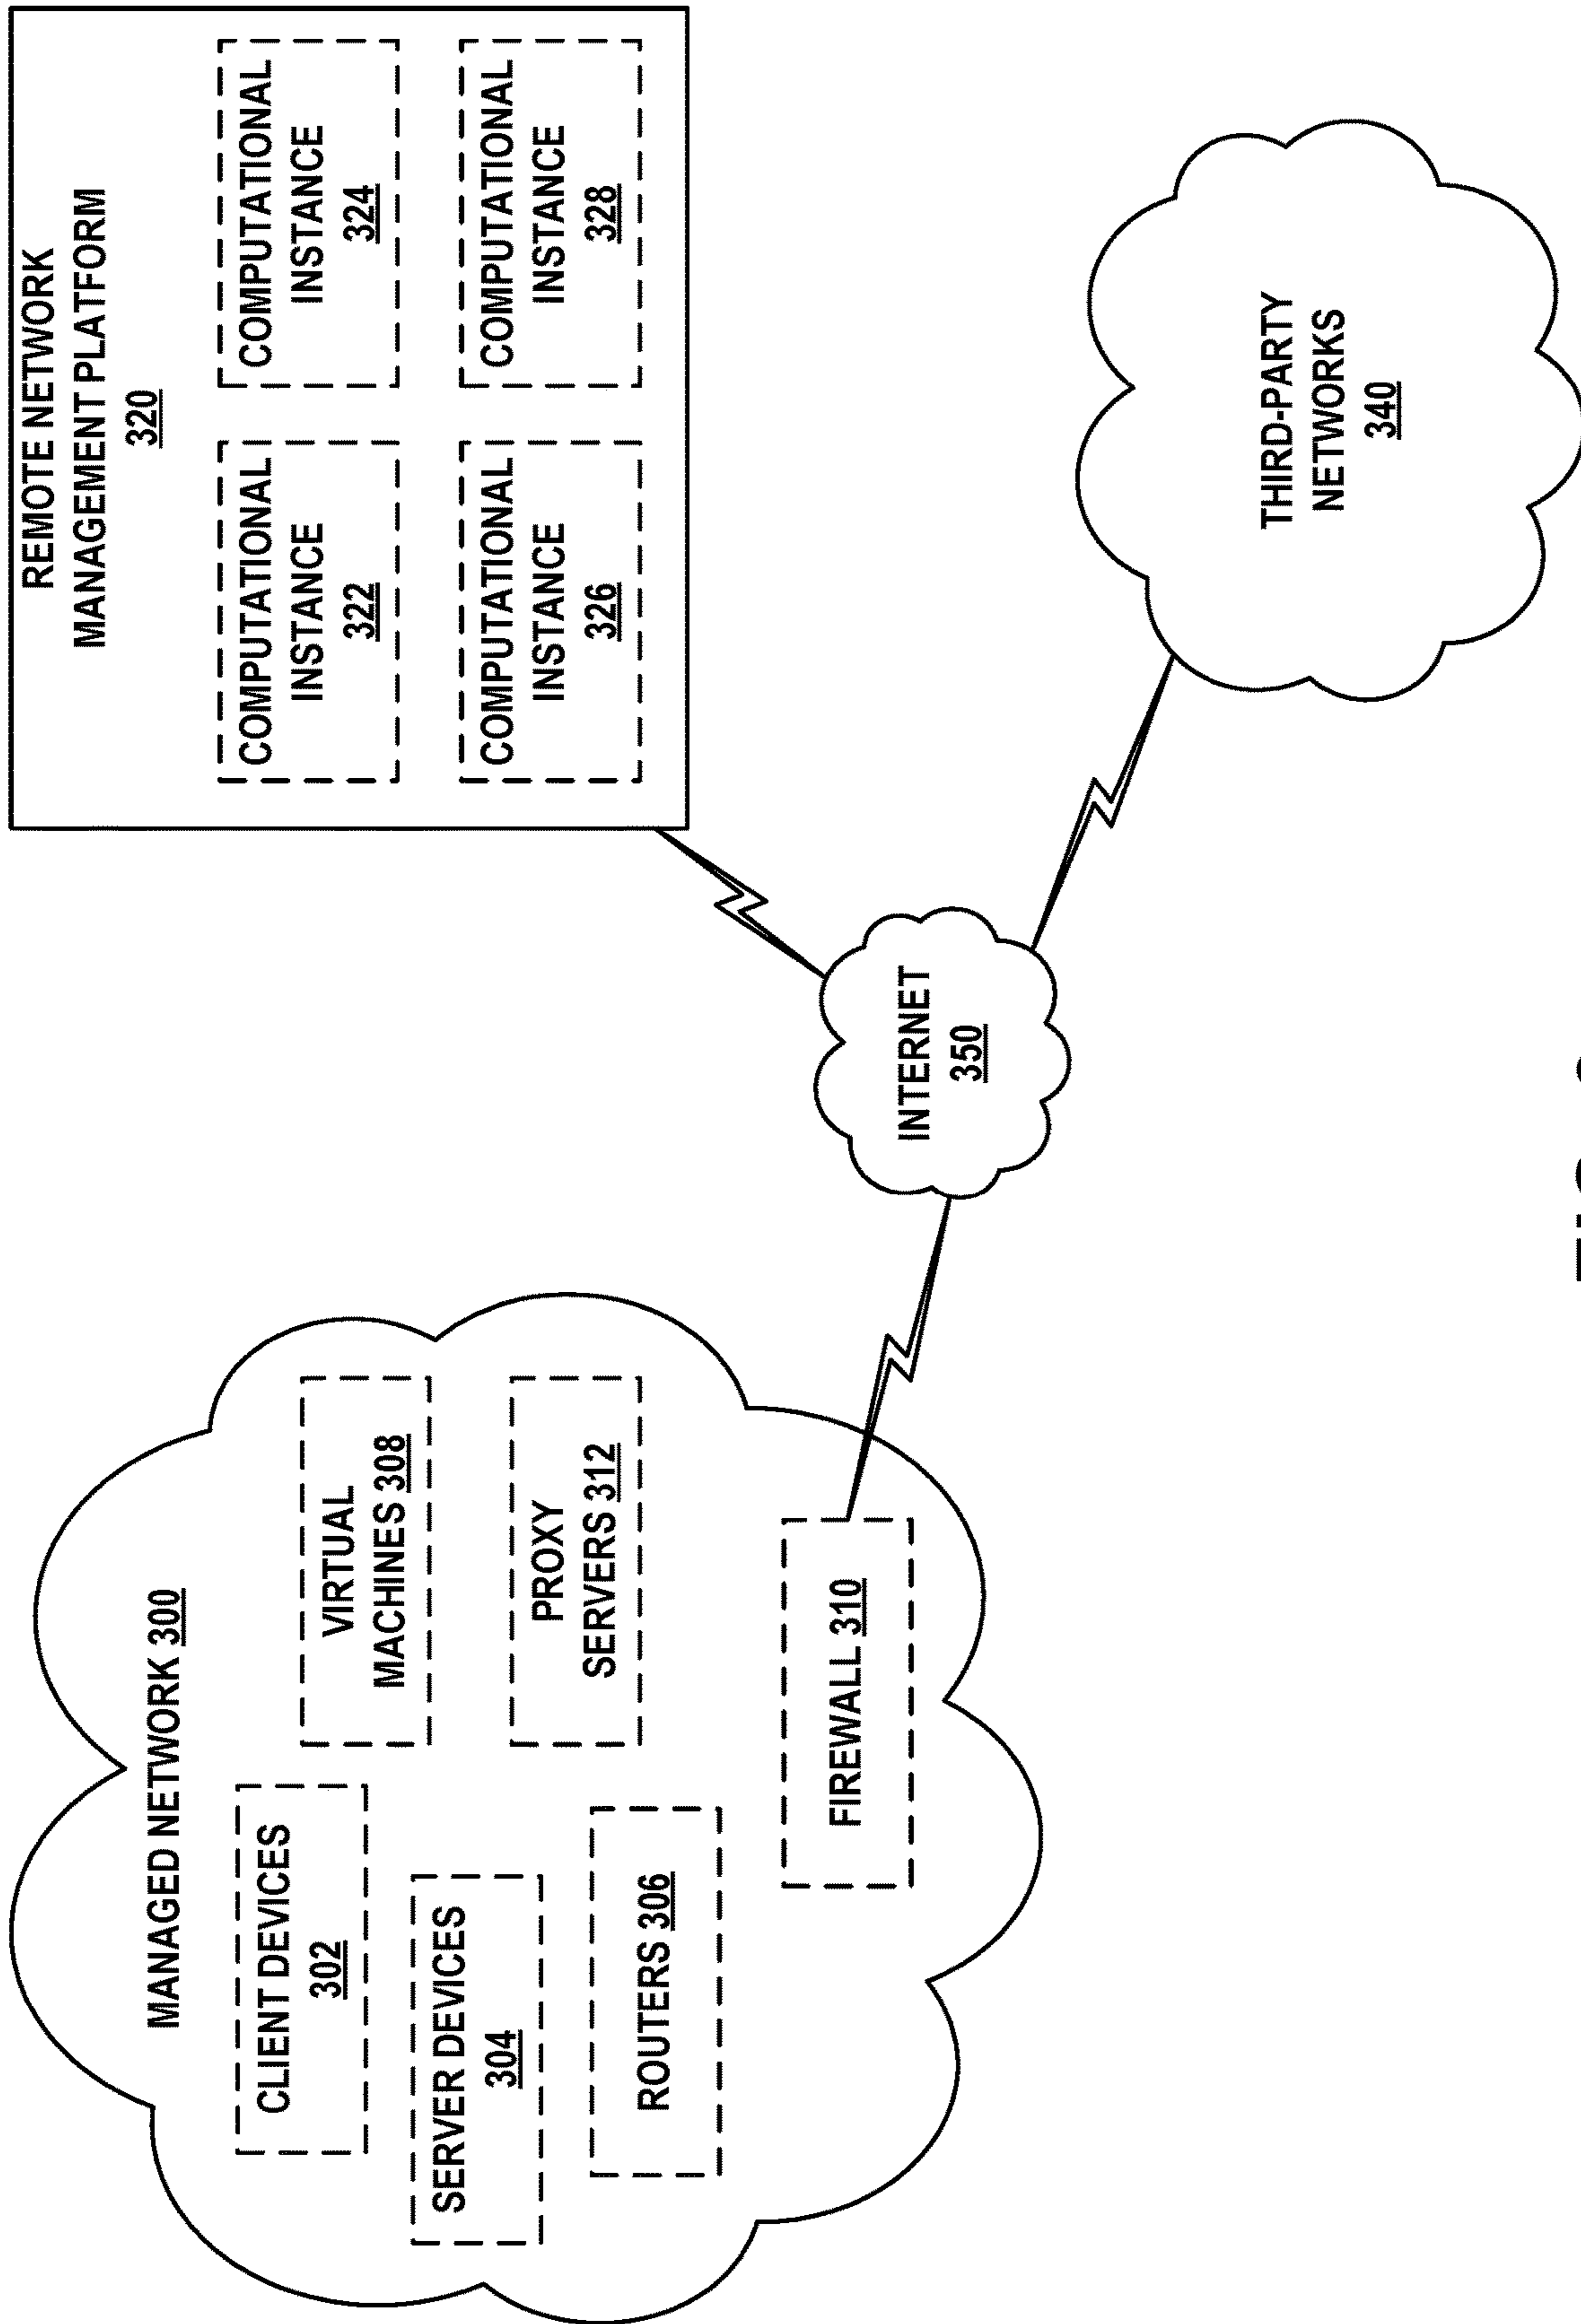 MANAGED NETWORK 300
CLIENT DEVICES
302
SERVER DEVICES
304
ROUTERS 306
VIRTUAL
MACHINES 308
PROXY
SERVERS 312
FIREWALL 310
INTERNET
350
REMOTE NETWORK
MANAGEMENT PLATFORM
320
COMPUTATIONAL
INSTANCE
322
COMPUTATIONAL
INSTANCE
324
COMPUTATIONAL
INSTANCE
326
COMPUTATIONAL
INSTANCE
328
THIRD-PARTY
NETWORKS
340